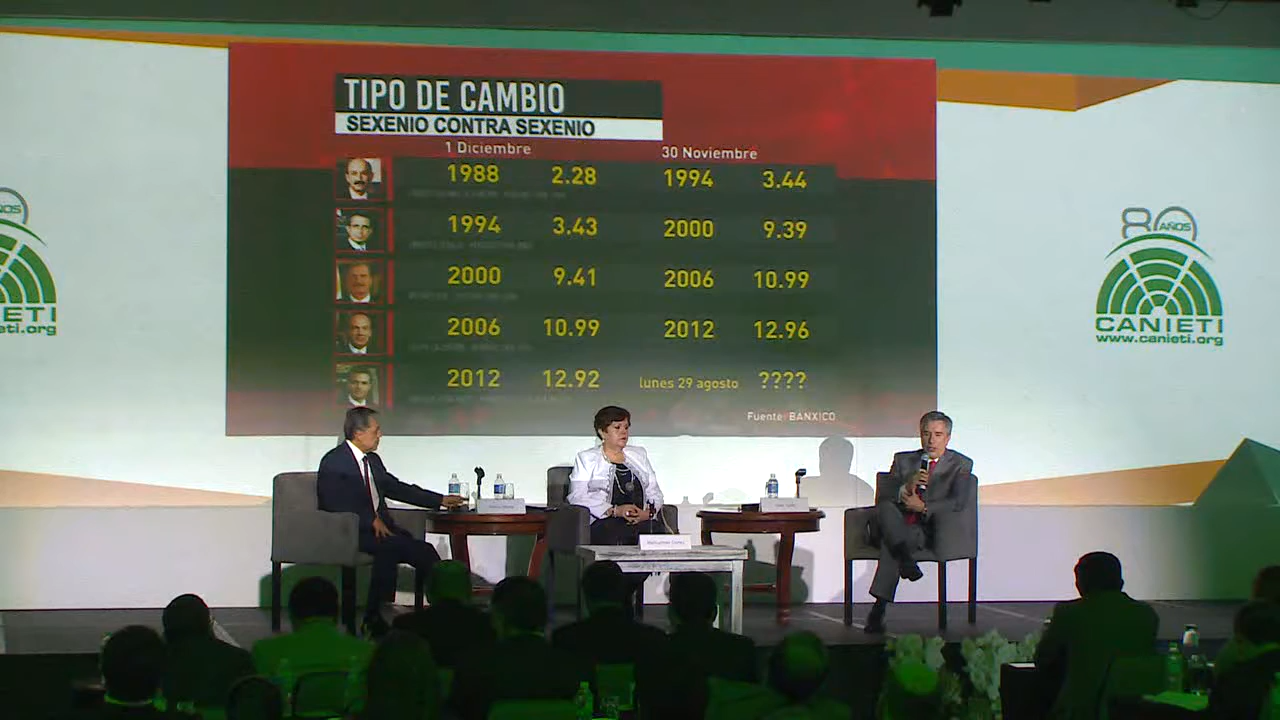 TIPO DE CAMBIO
SEXENIO CONTRA SEXENIO
1 Diciembre 30 Noviembre
1988 2.28 1994 3.44
1994 3.43 2000 9.39
2000 9.41 2006 10.99
2006 10.99 2012 12.96
2012 12.92 lunes 29 agosto ????
Fuente: BANXICO
80 AÑOS
CANIETI
www.canieti.org
AÑOS
IETI
ti.org